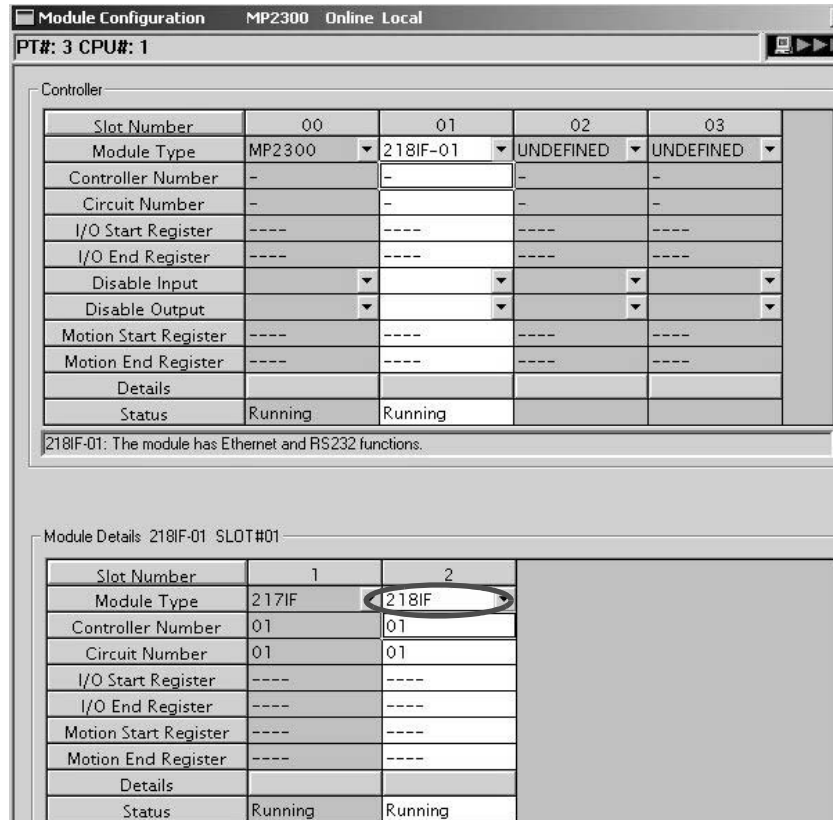 Module Configuration MP2300 Online Local
PT#: 3 CPU#: 1
Controller
Slot Number 00 01 02 03
Module Type MP2300 218IF-01 UNDEFINED UNDEFINED
Controller Number - - - -
Circuit Number - - - -
I/O Start Register ---- ---- ---- ----
I/O End Register ---- ---- ---- ----
Disable Input
Disable Output
Motion Start Register ---- ---- ---- ----
Motion End Register ---- ---- ---- ----
Details
Status Running Running
218IF-01: The module has Ethernet and RS232 functions.
Module Details 218IF-01 SLOT#01
Slot Number 1 2
Module Type 217IF 218IF
Controller Number 01 01
Circuit Number 01 01
I/O Start Register ---- ----
I/O End Register ---- ----
Motion Start Register ---- ----
Motion End Register ---- ----
Details
Status Running Running